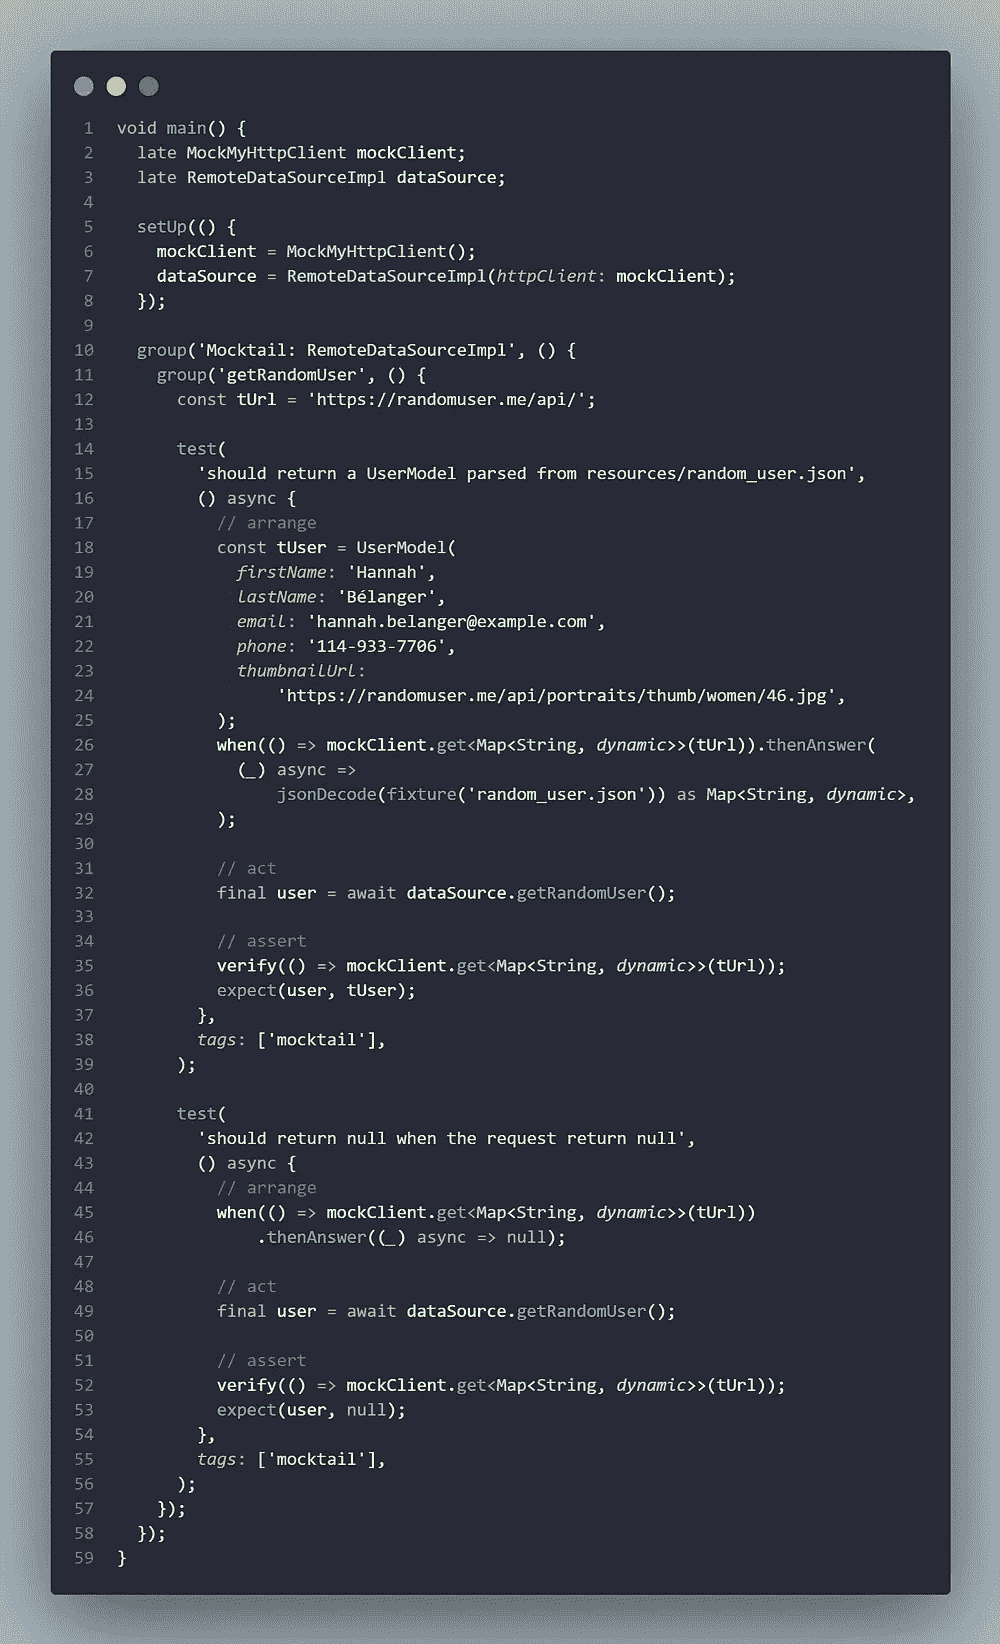 1 void main() {
2   late MockMyHttpClient mockClient;
3   late RemoteDataSourceImpl dataSource;
4
5   setUp(() {
6     mockClient = MockMyHttpClient();
7     dataSource = RemoteDataSourceImpl(httpClient: mockClient);
8   });
9
10   group('Mocktail: RemoteDataSourceImpl', () {
11     group('getRandomUser', () {
12       const tUrl = 'https://randomuser.me/api/';
13
14       test(
15         'should return a UserModel parsed from resources/random_user.json',
16         () async {
17           // arrange
18           const tUser = UserModel(
19             firstName: 'Hannah',
20             lastName: 'Bélanger',
21             email: 'hannah.belanger@example.com',
22             phone: '114-933-7706',
23             thumbnailUrl:
24                 'https://randomuser.me/api/portraits/thumb/women/46.jpg',
25           );
26           when(() => mockClient.get<Map<String, dynamic>>(tUrl)).thenAnswer(
27             (_) async =>
28                 jsonDecode(fixture('random_user.json')) as Map<String, dynamic>,
29           );
30
31           // act
32           final user = await dataSource.getRandomUser();
33
34           // assert
35           verify(() => mockClient.get<Map<String, dynamic>>(tUrl));
36           expect(user, tUser);
37         },
38         tags: ['mocktail'],
39       );
40
41       test(
42         'should return null when the request return null',
43         () async {
44           // arrange
45           when(() => mockClient.get<Map<String, dynamic>>(tUrl))
46               .thenAnswer((_) async => null);
47
48           // act
49           final user = await dataSource.getRandomUser();
50
51           // assert
52           verify(() => mockClient.get<Map<String, dynamic>>(tUrl));
53           expect(user, null);
54         },
55         tags: ['mocktail'],
56       );
57     });
58   });
59 }